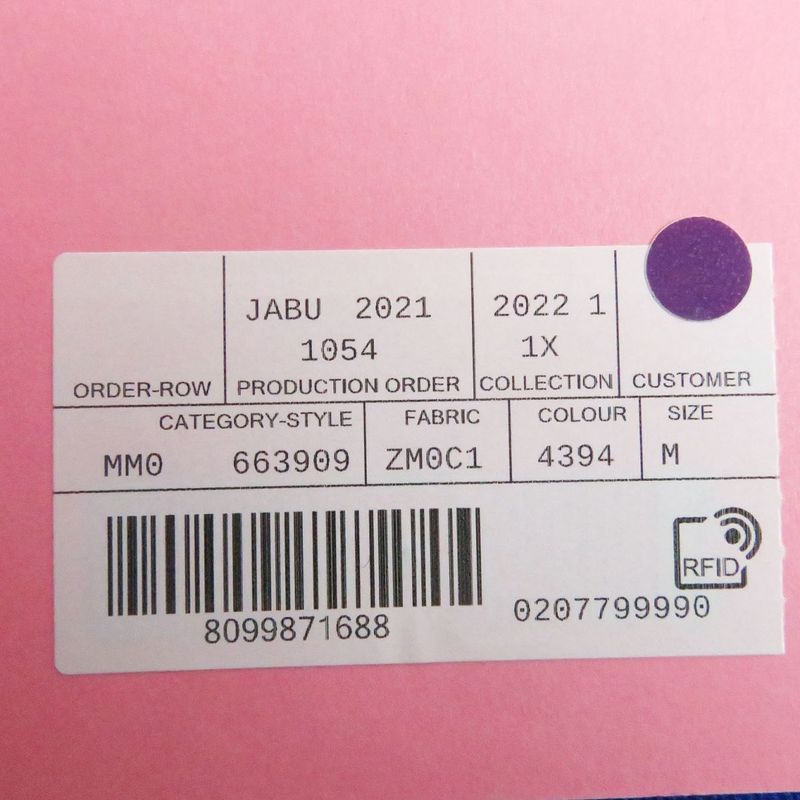 JABU 2021 2022 1
1054 1X
ORDER-ROW PRODUCTION ORDER COLLECTION CUSTOMER
CATEGORY-STYLE FABRIC COLOUR SIZE
MM0 663909 ZM0C1 4394 M
RFID
8099871688 0207799990